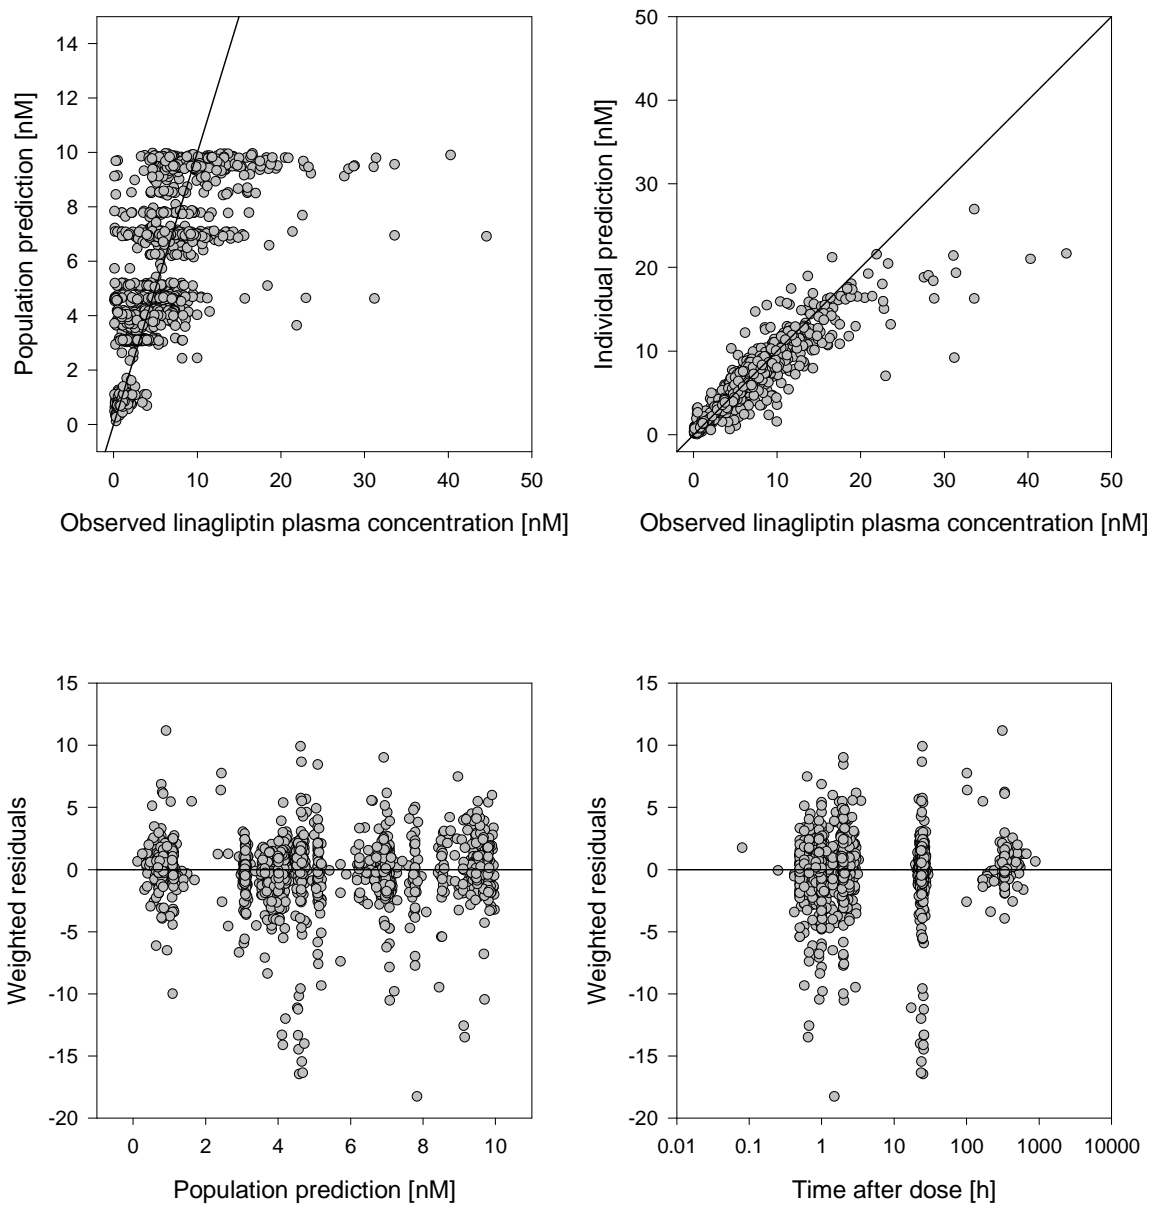 14
12
10
8
6
4
2
0
Population prediction [nM]
0 10 20 30 40 50
Observed linagliptin plasma concentration [nM]
50
40
30
20
10
0
Individual prediction [nM]
0 10 20 30 40 50
Observed linagliptin plasma concentration [nM]
15
10
5
0
-5
-10
-15
-20
Weighted residuals
0 2 4 6 8 10
Population prediction [nM]
15
10
5
0
-5
-10
-15
-20
Weighted residuals
0.01 0.1 1 10 100 1000 10000
Time after dose [h]